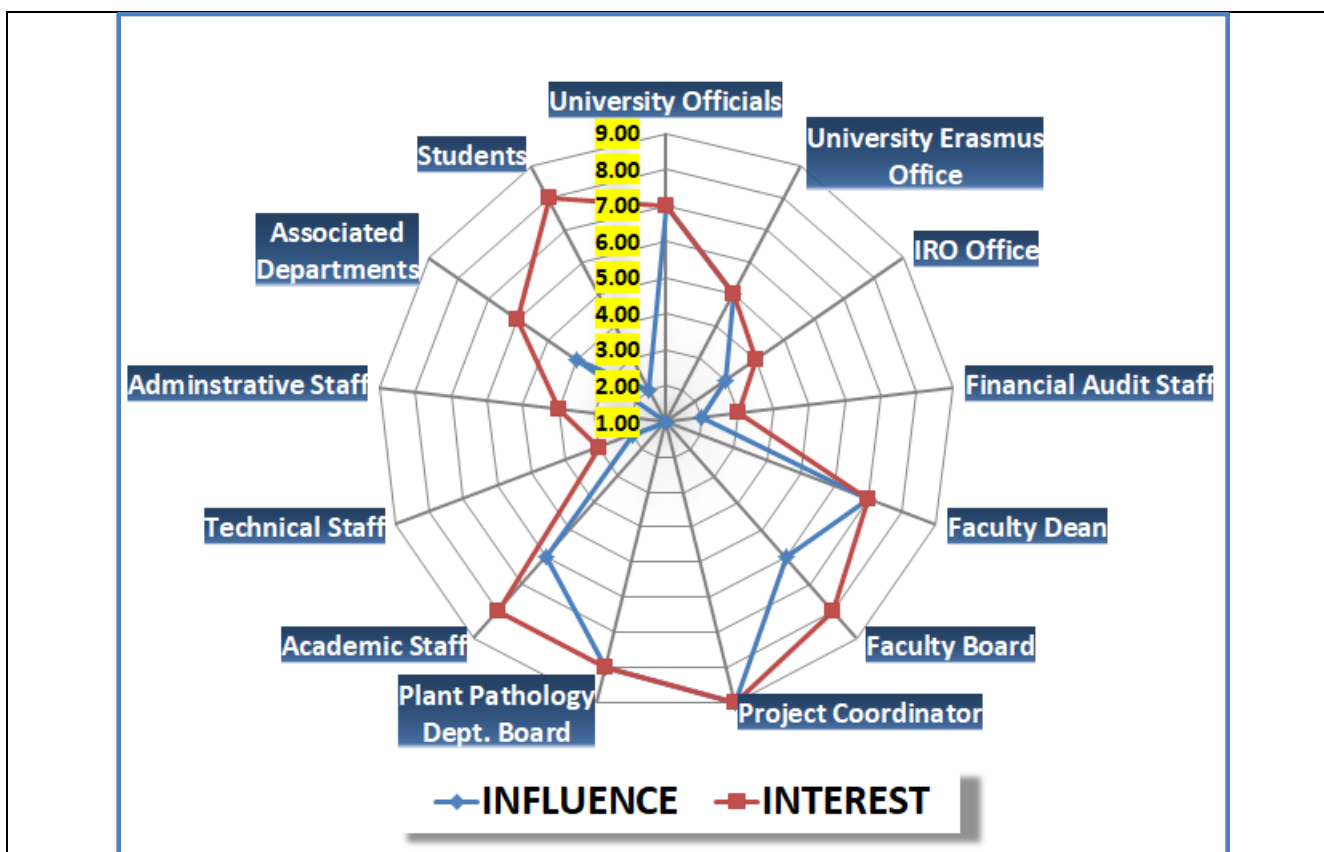 University Officials
University Erasmus
Office
IRO Office
Financial Audit Staff
Faculty Dean
Faculty Board
Project Coordinator
Plant Pathology
Dept. Board
Academic Staff
Technical Staff
Adminstrative Staff
Associated
Departments
Students
9.00
8.00
7.00
6.00
5.00
4.00
3.00
2.00
1.00
INFLUENCE
INTEREST